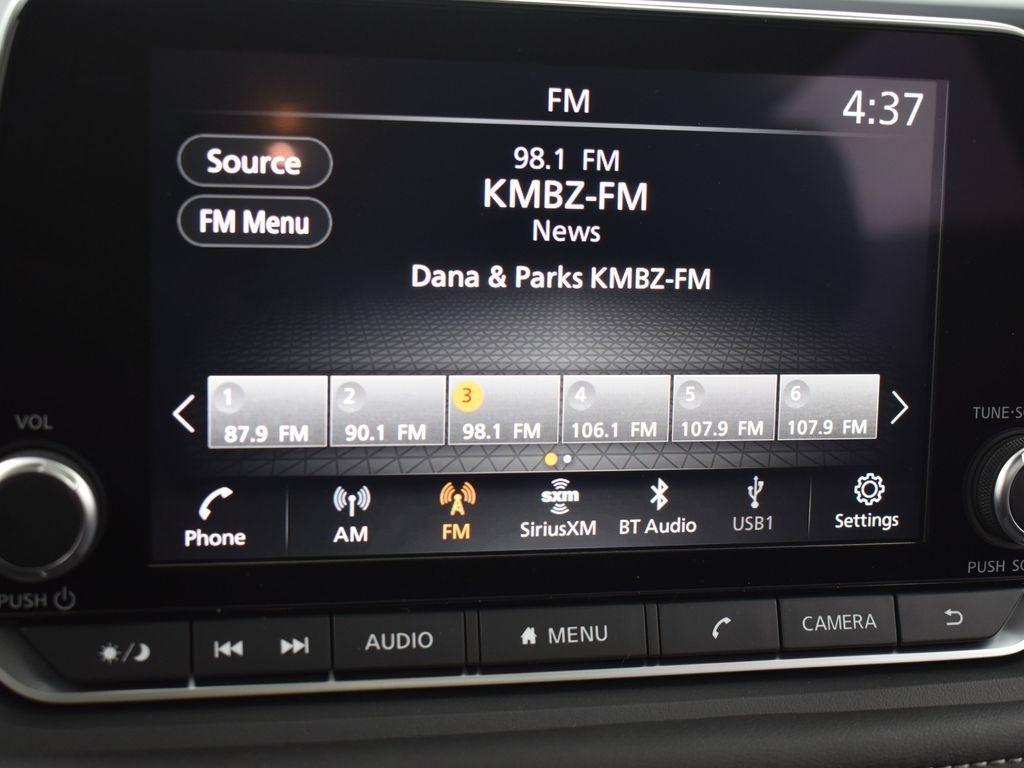 FM
4:37
Source
98.1 FM
KMBZ-FM
FM Menu
News
Dana & Parks KMBZ-FM
1 2 3 4 5 6
87.9 FM 90.1 FM 98.1 FM 106.1 FM 107.9 FM 107.9 FM
VOL
Phone AM FM sxm SiriusXM BT Audio USB1 Settings
PUSH
PUSH
AUDIO MENU CAMERA